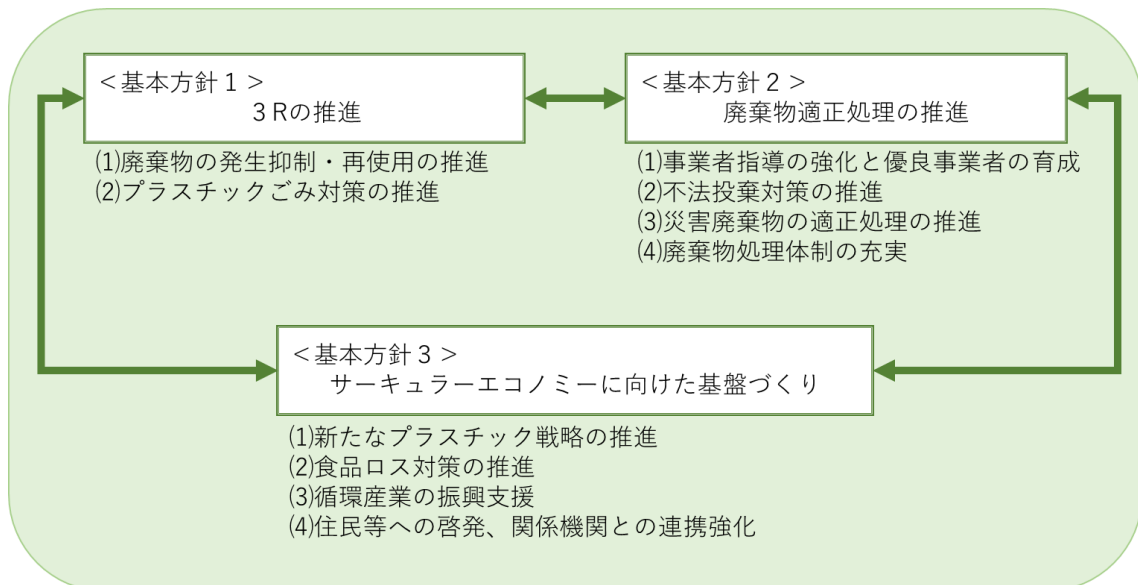 ＜基本方針１＞
３Rの推進
⑴廃棄物の発生抑制・再使用の推進
⑵プラスチックごみ対策の推進
＜基本方針２＞
廃棄物適正処理の推進
⑴事業者指導の強化と優良事業者の育成
⑵不法投棄対策の推進
⑶災害廃棄物の適正処理の推進
⑷廃棄物処理体制の充実
＜基本方針３＞
サーキュラーエコノミーに向けた基盤づくり
⑴新たなプラスチック戦略の推進
⑵食品ロス対策の推進
⑶循環産業の振興支援
⑷住民等への啓発、関係機関との連携強化